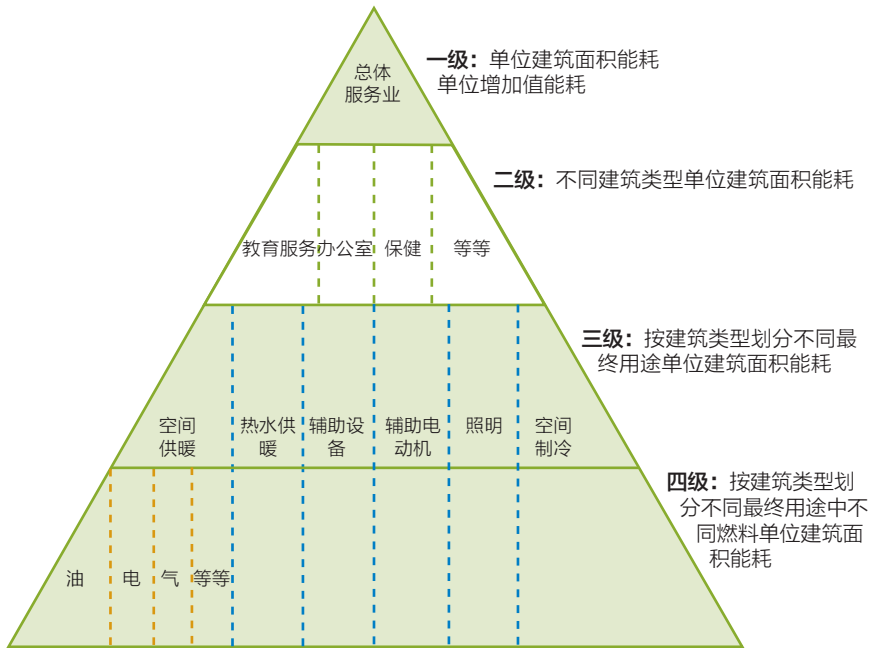 总体
服务业
一级：单位建筑面积能耗
单位增加值能耗
二级：不同建筑类型单位建筑面积能耗
教育服务
办公室
保健
等等
三级：按建筑类型划分不同最
终用途单位建筑面积能耗
空间
供暖
热水供
暖
辅助设
备
辅助电
动机
照明
空间
制冷
四级：按建筑类型划
分不同最终用途中不
同燃料单位建筑面
积能耗
油
电
气
等等